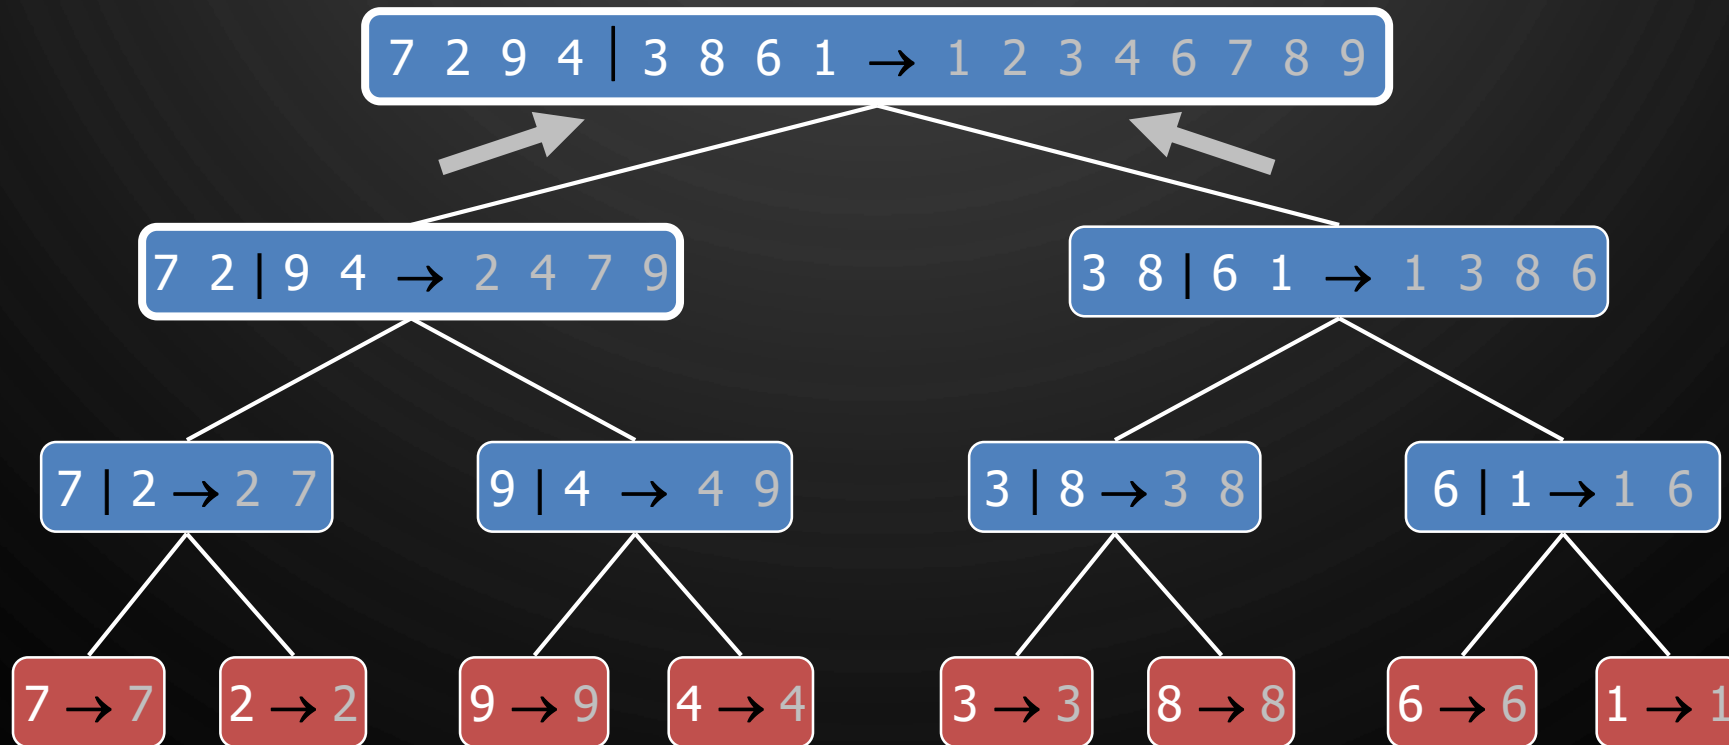 7 2 9 4 | 3 8 6 1 → 1 2 3 4 6 7 8 9
7 2 | 9 4 → 2 4 7 9
3 8 | 6 1 → 1 3 8 6
7 | 2 → 2 7
9 | 4 → 4 9
3 | 8 → 3 8
6 | 1 → 1 6
7 → 7
2 → 2
9 → 9
4 → 4
3 → 3
8 → 8
6 → 6
1 → 1